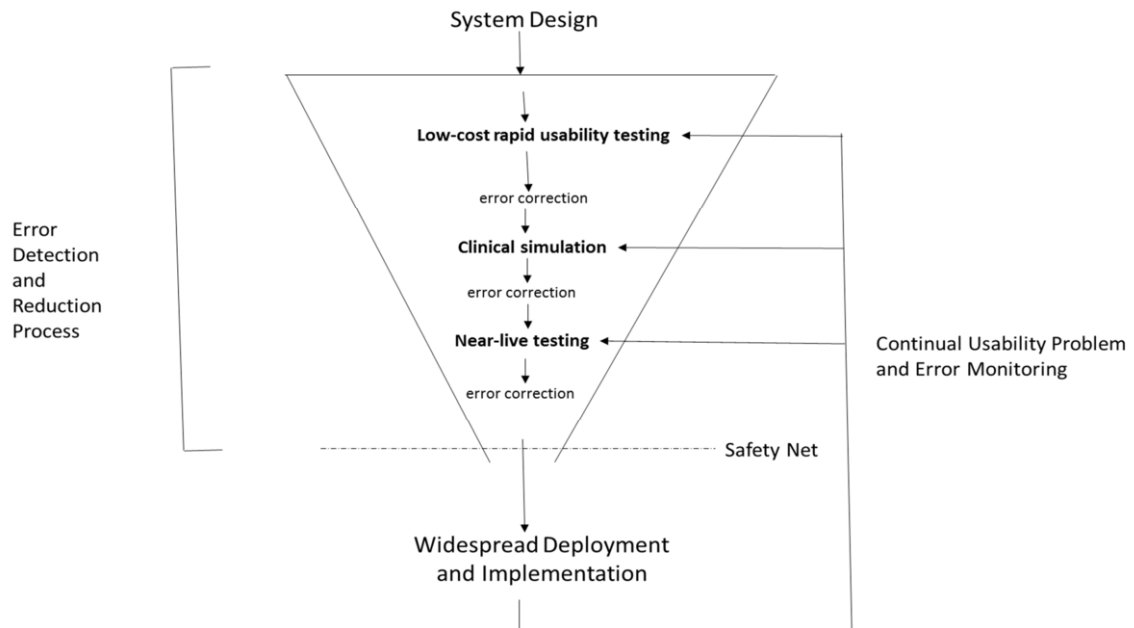 System Design
Low-cost rapid usability testing
error correction
Clinical simulation
error correction
Near-live testing
error correction
Error
Detection
and
Reduction
Process
Continual Usability Problem
and Error Monitoring
Safety Net
Widespread Deployment
and Implementation